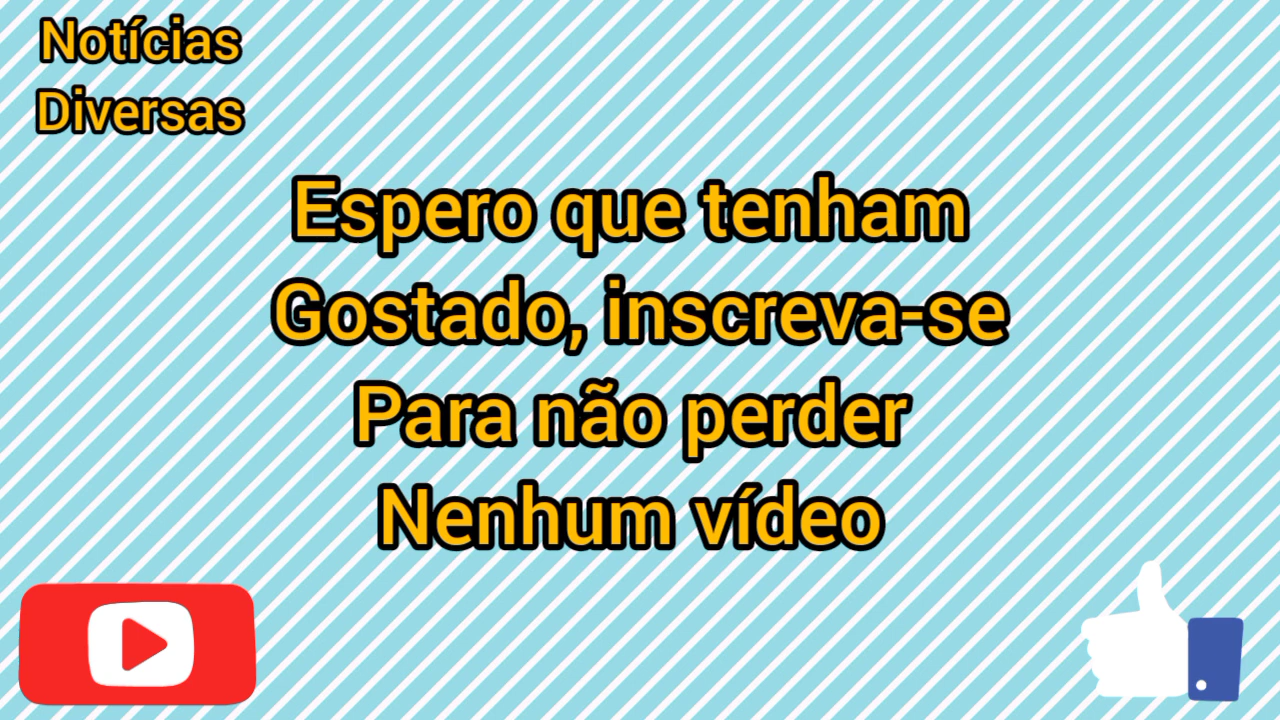 Notícias
Diversas
Espero que tenham
Gostado, inscreva-se
Para não perder
Nenhum vídeo